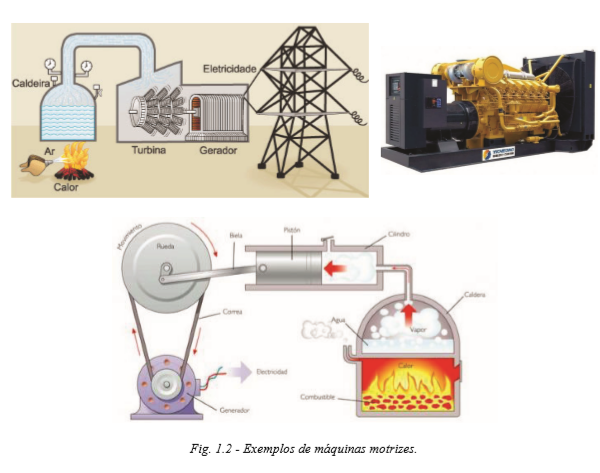 Eletricidade
Caldeira
Ar
Calor
Turbina
Gerador
Movimiento
Rueda
Biela
Pistón
Cilindro
Correa
Caldera
Agua
Vapor
Calor
Electricidad
Combustible
Generador
Fig. 1.2 - Exemplos de máquinas motrizes.